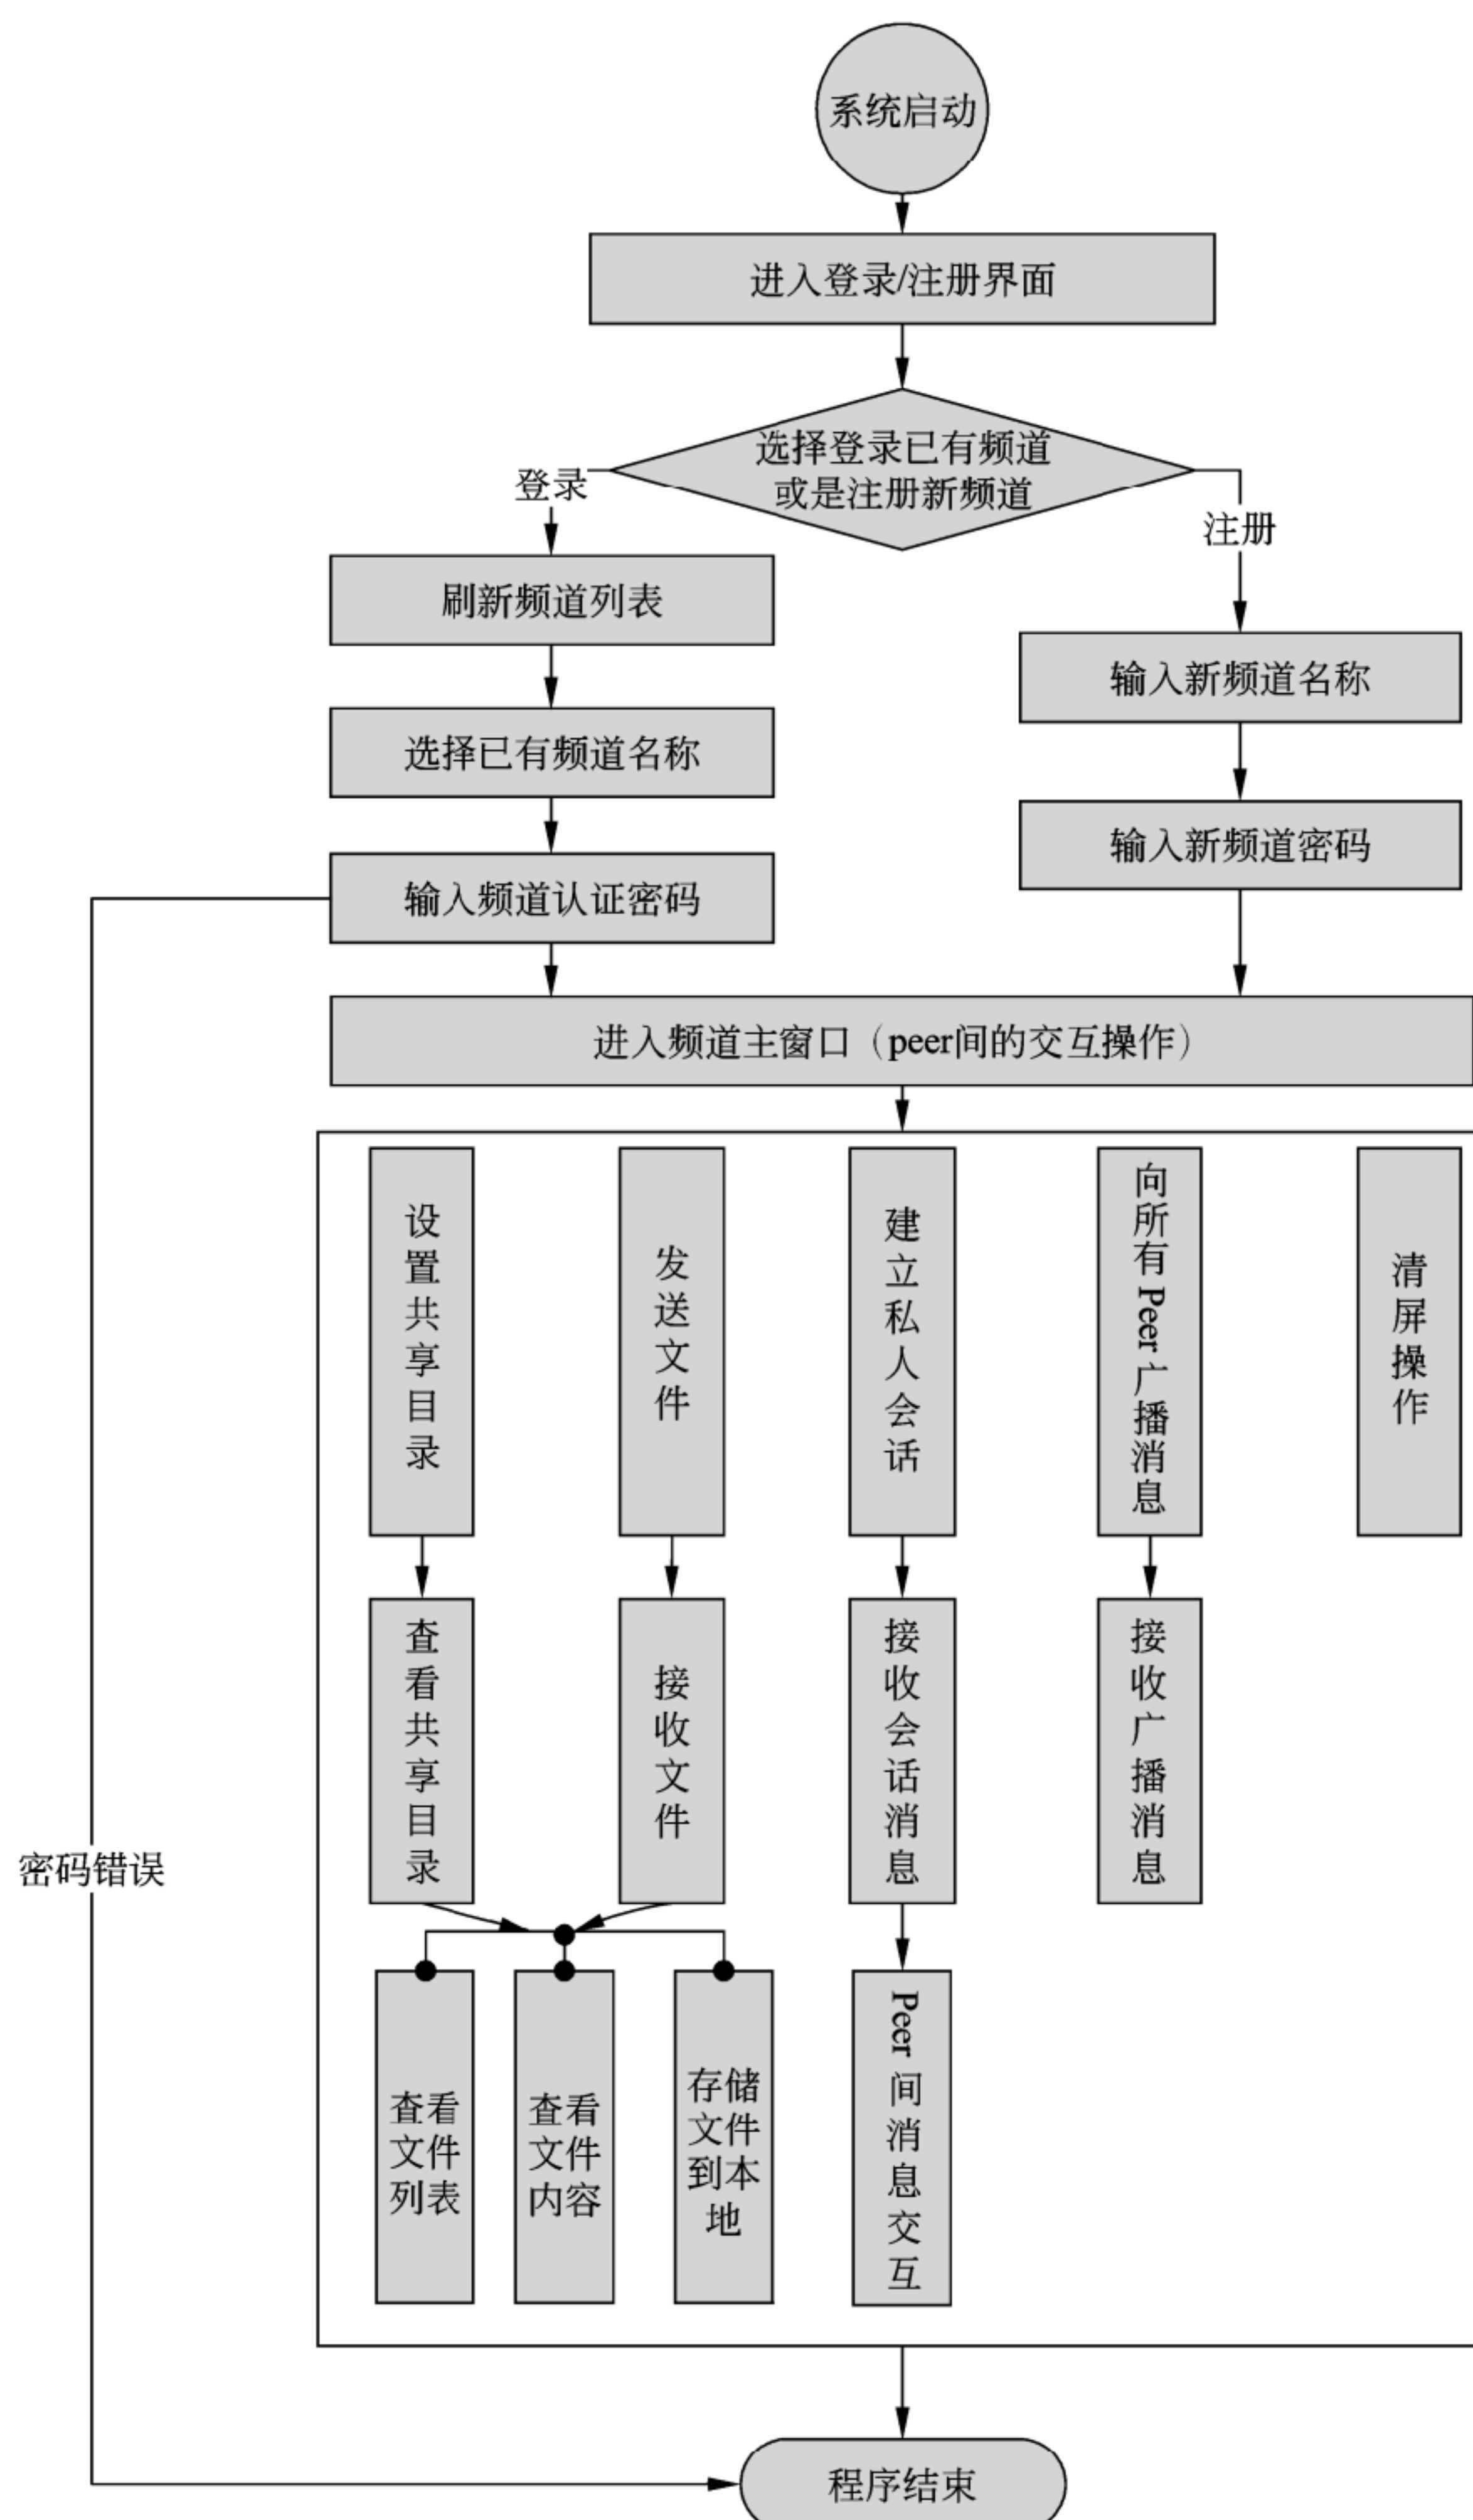 系统启动
进入登录/注册界面
选择登录已有频道
或是注册新频道
登录
注册
刷新频道列表
输入新频道名称
选择已有频道名称
输入新频道密码
输入频道认证密码
进入频道主窗口（peer间的交互操作）
设置共享目录
发送文件
建立私人会话
向所有Peer广播消息
清屏操作
查看共享目录
接收文件
接收会话消息
接收广播消息
密码错误
查看
文件
列表
查看
文件
内容
存储
文件
到本
地
Peer间消息交互
程序结束